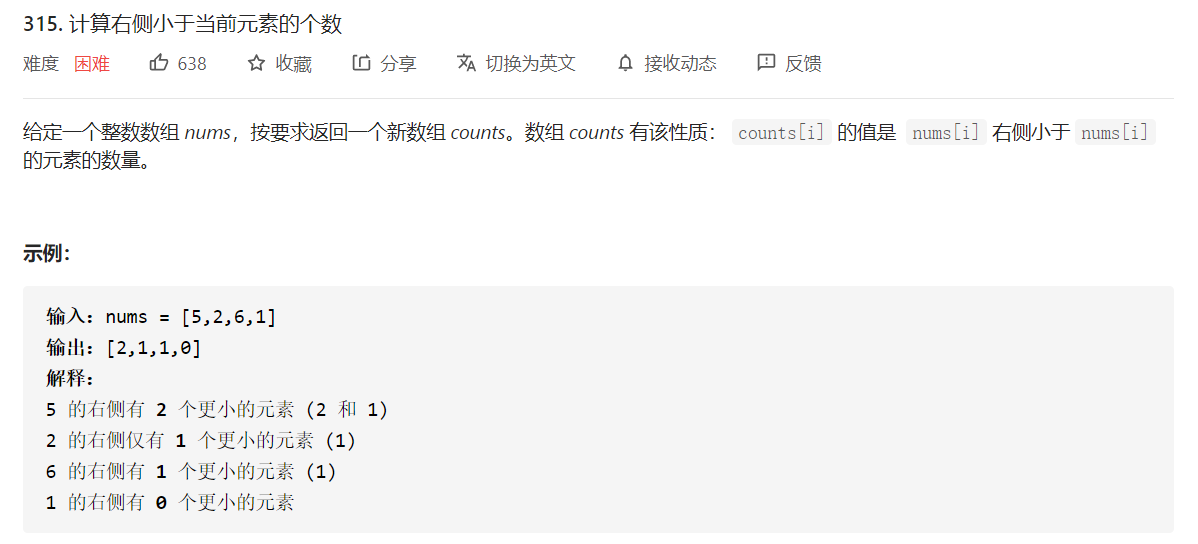 315. 计算右侧小于当前元素的个数
难度 困难 638 收藏 分享 切换为英文 接收动态 反馈
给定一个整数数组 nums，按要求返回一个新数组 counts。数组 counts 有该性质： counts[i] 的值是 nums[i] 右侧小于 nums[i]
的元素的数量。
示例：
输入：nums = [5,2,6,1]
输出：[2,1,1,0]
解释：
5 的右侧有 2 个更小的元素 (2 和 1)
2 的右侧仅有 1 个更小的元素 (1)
6 的右侧有 1 个更小的元素 (1)
1 的右侧有 0 个更小的元素